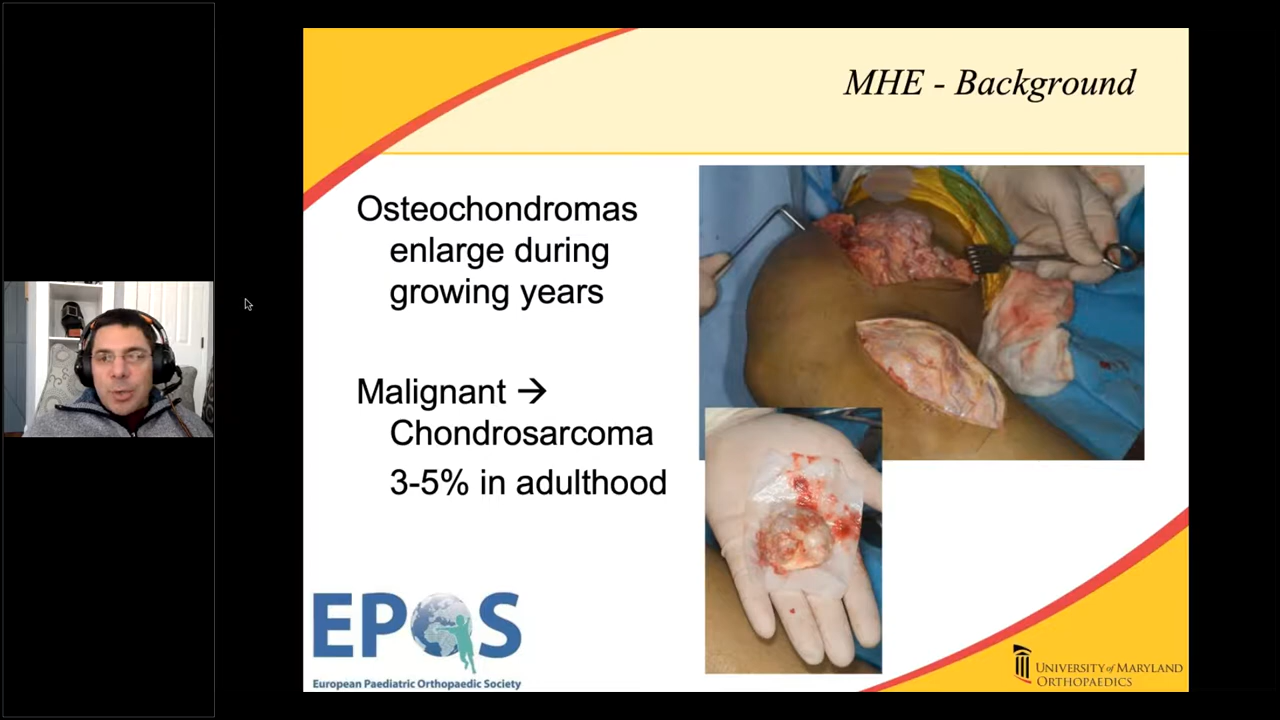 MHE - Background
Osteochondromas
enlarge during
growing years
Malignant →
Chondrosarcoma
3-5% in adulthood
EPOS
European Paediatric Orthopaedic Society
UNIVERSITY OF MARYLAND
ORTHOPAEDICS